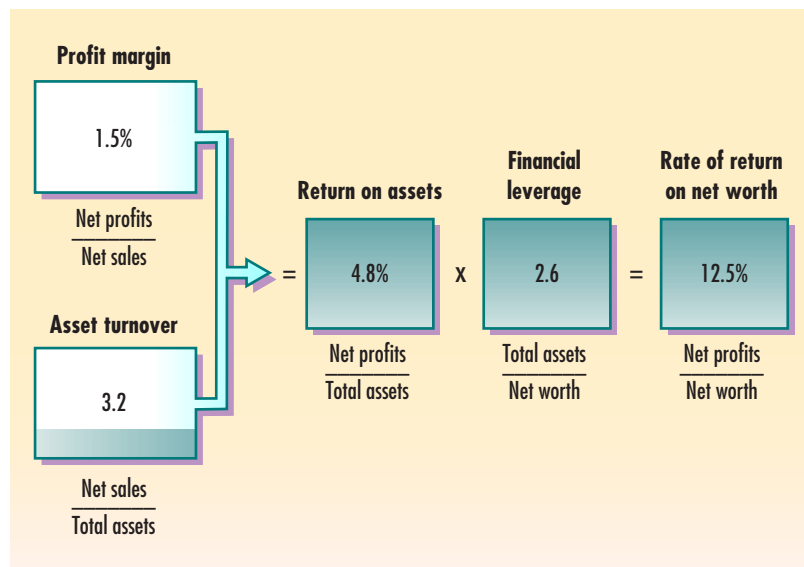 Profit margin
1.5%
Net profits
Net sales
Asset turnover
3.2
Net sales
Total assets
=
Return on assets
4.8%
Net profits
Total assets
x
Financial
leverage
2.6
Total assets
Net worth
=
Rate of return
on net worth
12.5%
Net profits
Net worth